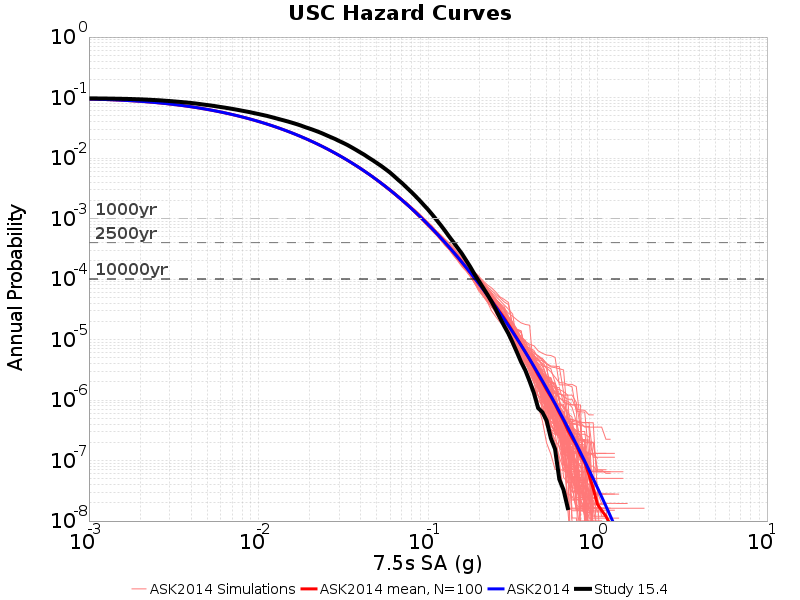 USC Hazard Curves
Annual Probability
10^0
10^-1
10^-2
10^-3
10^-4
10^-5
10^-6
10^-7
10^-8
1000yr
2500yr
10000yr
10^-3 10^-2 10^-1 10^0 10^1
7.5s SA (g)
ASK2014 Simulations ASK2014 mean, N=100 ASK2014 Study 15.4